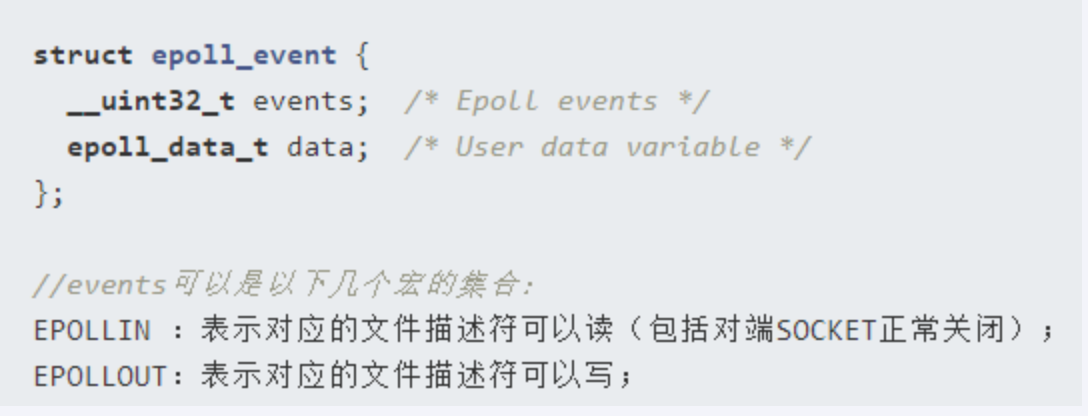 struct epoll_event {
__uint32_t events; /* Epoll events */
epoll_data_t data; /* User data variable */
};
//events可以是以下几个宏的集合:
EPOLLIN : 表示对应的文件描述符可以读（包括对端SOCKET正常关闭）;
EPOLLOUT: 表示对应的文件描述符可以写;